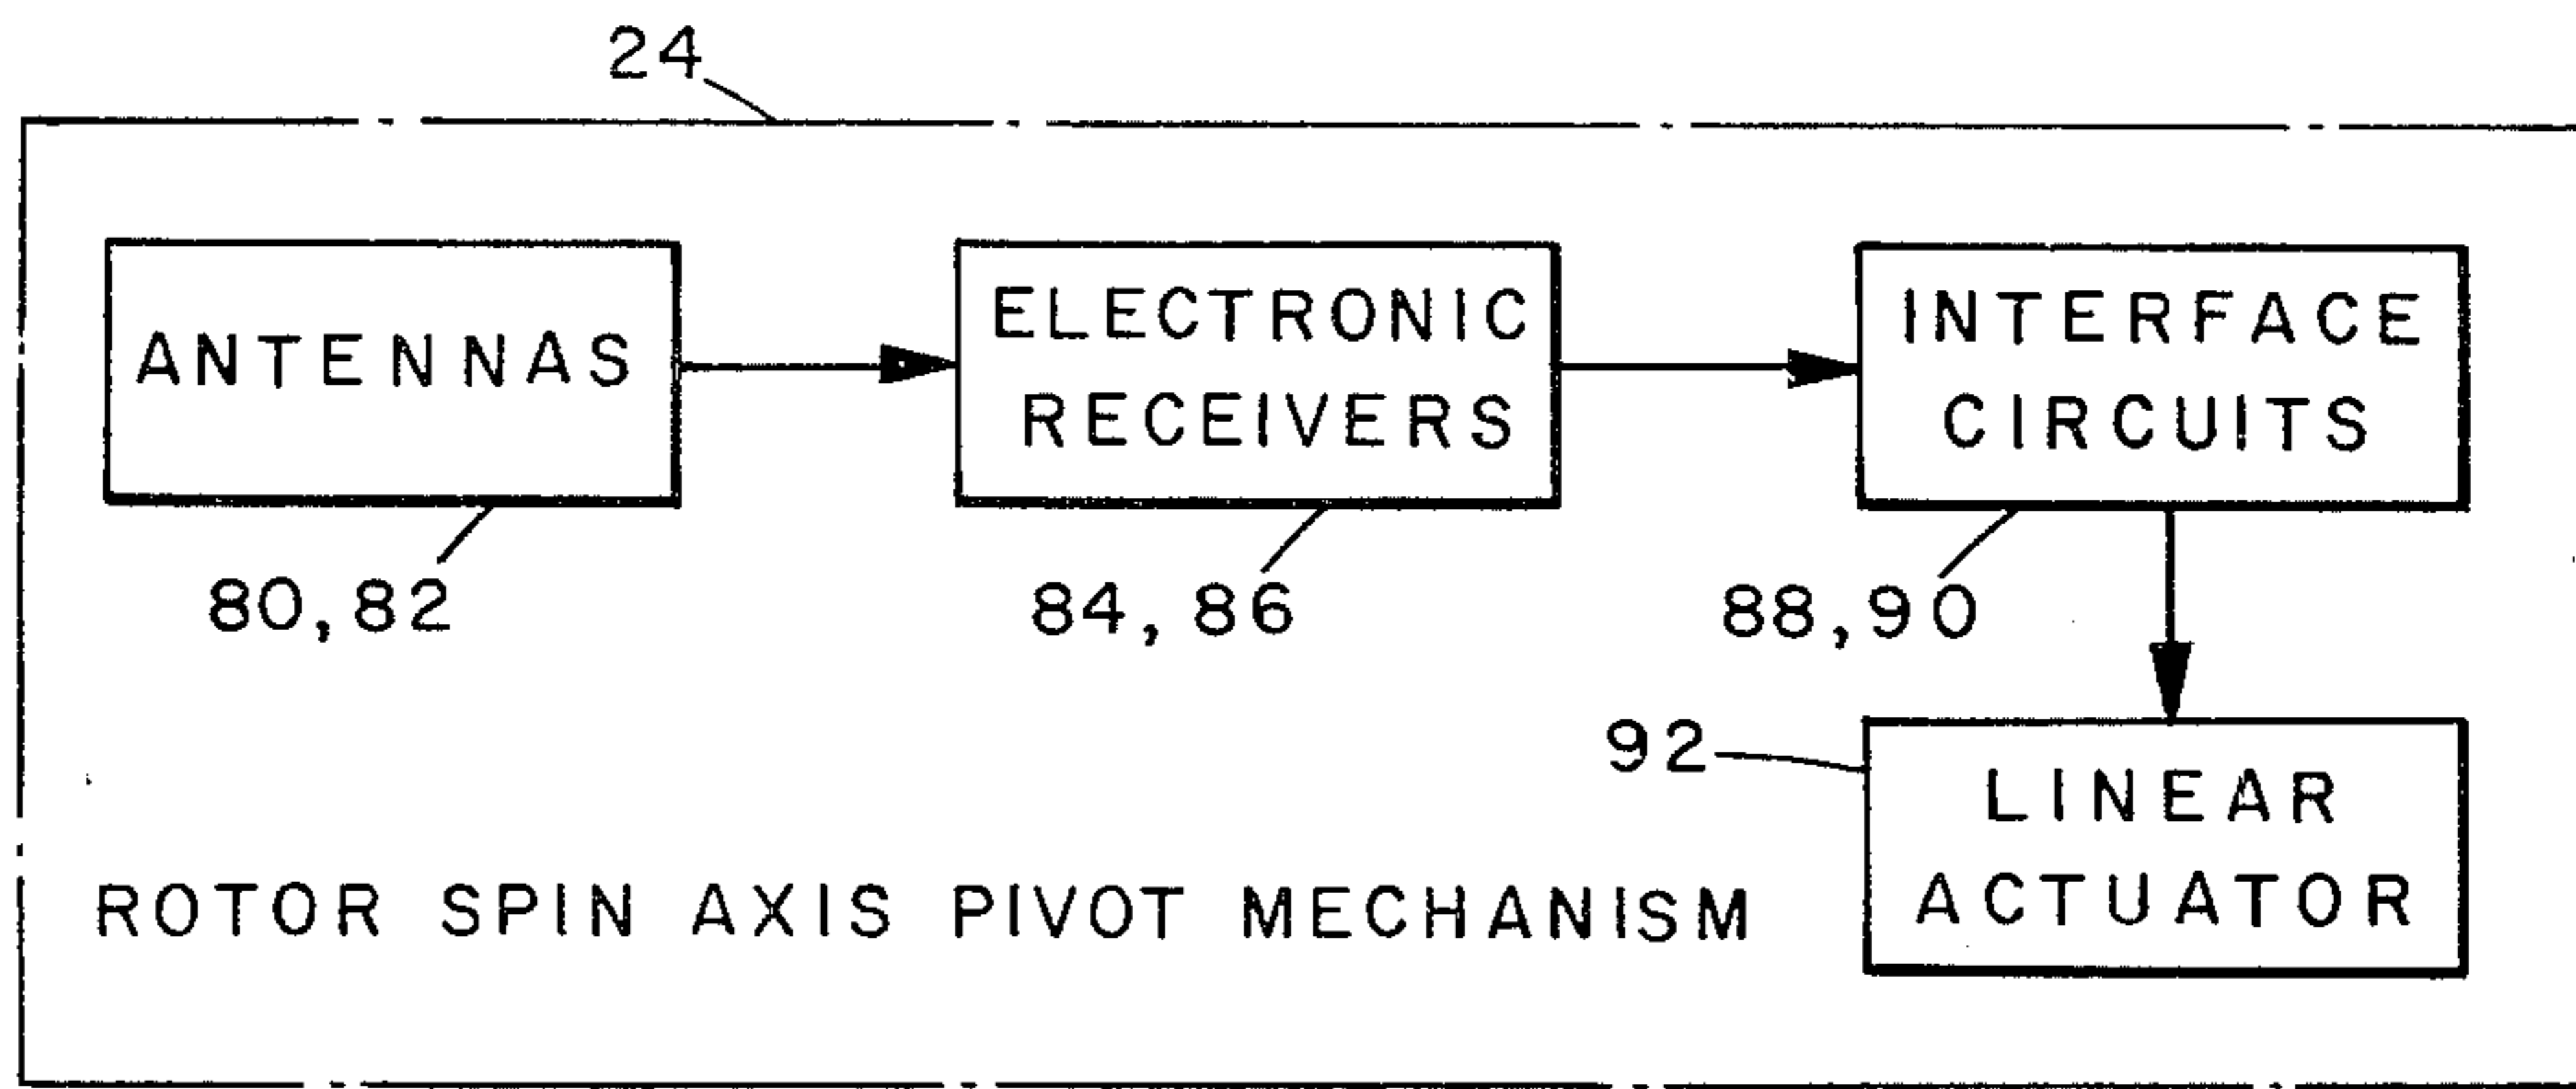 24
ANTENNAS
80, 82
ELECTRONIC
RECEIVERS
84, 86
INTERFACE
CIRCUITS
88, 90
92
LINEAR
ACTUATOR
ROTOR SPIN AXIS PIVOT MECHANISM